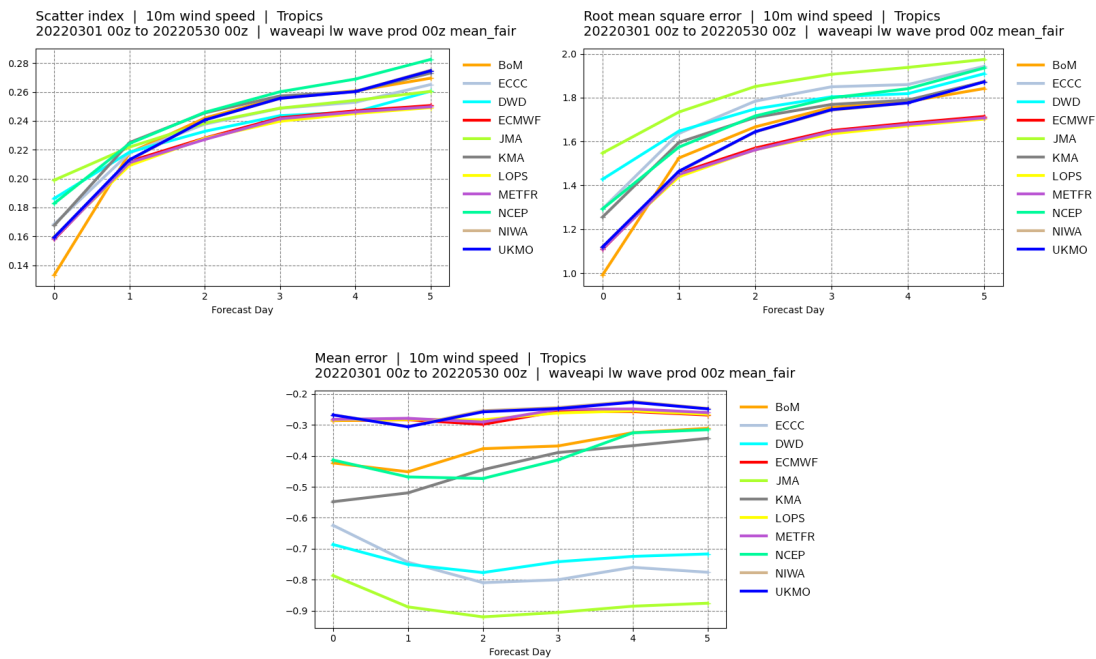 Scatter index | 10m wind speed | Tropics
20220301 00z to 20220530 00z | waveapi lw wave prod 00z mean_fair
0.28
0.26
0.24
0.22
0.20
0.18
0.16
0.14
0 1 2 3 4 5
Forecast Day
BoM
ECCC
DWD
ECMWF
JMA
KMA
LOPS
METFR
NCEP
NIWA
UKMO
Root mean square error | 10m wind speed | Tropics
20220301 00z to 20220530 00z | waveapi lw wave prod 00z mean_fair
2.0
1.8
1.6
1.4
1.2
1.0
0 1 2 3 4 5
Forecast Day
BoM
ECCC
DWD
ECMWF
JMA
KMA
LOPS
METFR
NCEP
NIWA
UKMO
Mean error | 10m wind speed | Tropics
20220301 00z to 20220530 00z | waveapi lw wave prod 00z mean_fair
−0.2
−0.3
−0.4
−0.5
−0.6
−0.7
−0.8
−0.9
0 1 2 3 4 5
Forecast Day
BoM
ECCC
DWD
ECMWF
JMA
KMA
LOPS
METFR
NCEP
NIWA
UKMO